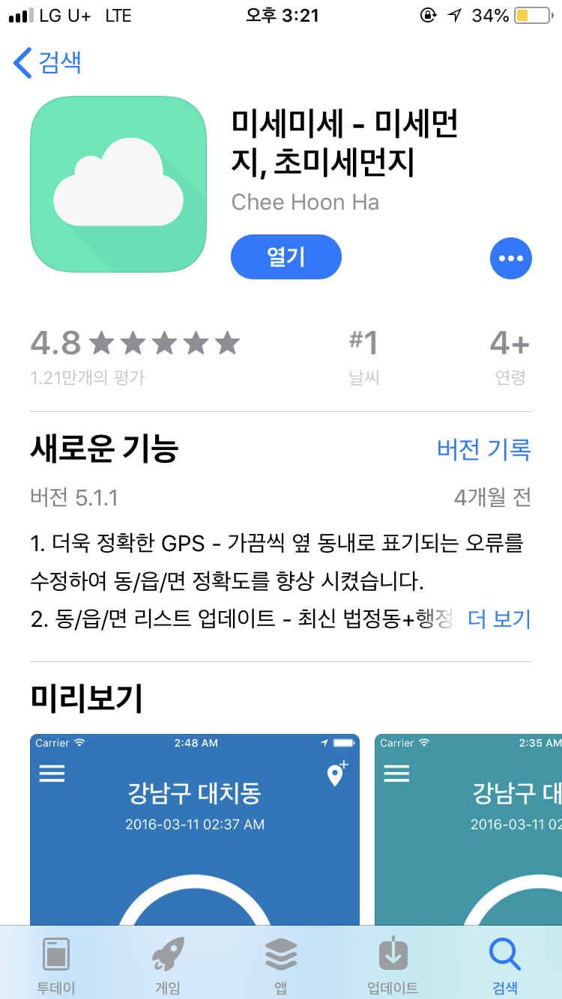 LG U+ LTE 오후 3:21 34%
검색
미세미세 - 미세먼
지, 초미세먼지
Chee Hoon Ha
열기
4.8 #1 4+
1.21만개의 평가 날씨 연령
새로운 기능 버전 기록
버전 5.1.1 4개월 전
1. 더욱 정확한 GPS - 가끔씩 옆 동내로 표기되는 오류를
수정하여 동/읍/면 정확도를 향상 시켰습니다.
2. 동/읍/면 리스트 업데이트 - 최신 법정동+행정 더 보기
미리보기
Carrier 2:48 AM Carrier 2:35 AM
강남구 대치동 강남구 대
2016-03-11 02:37 AM 2016-03-11 02
투데이 게임 앱 업데이트 검색